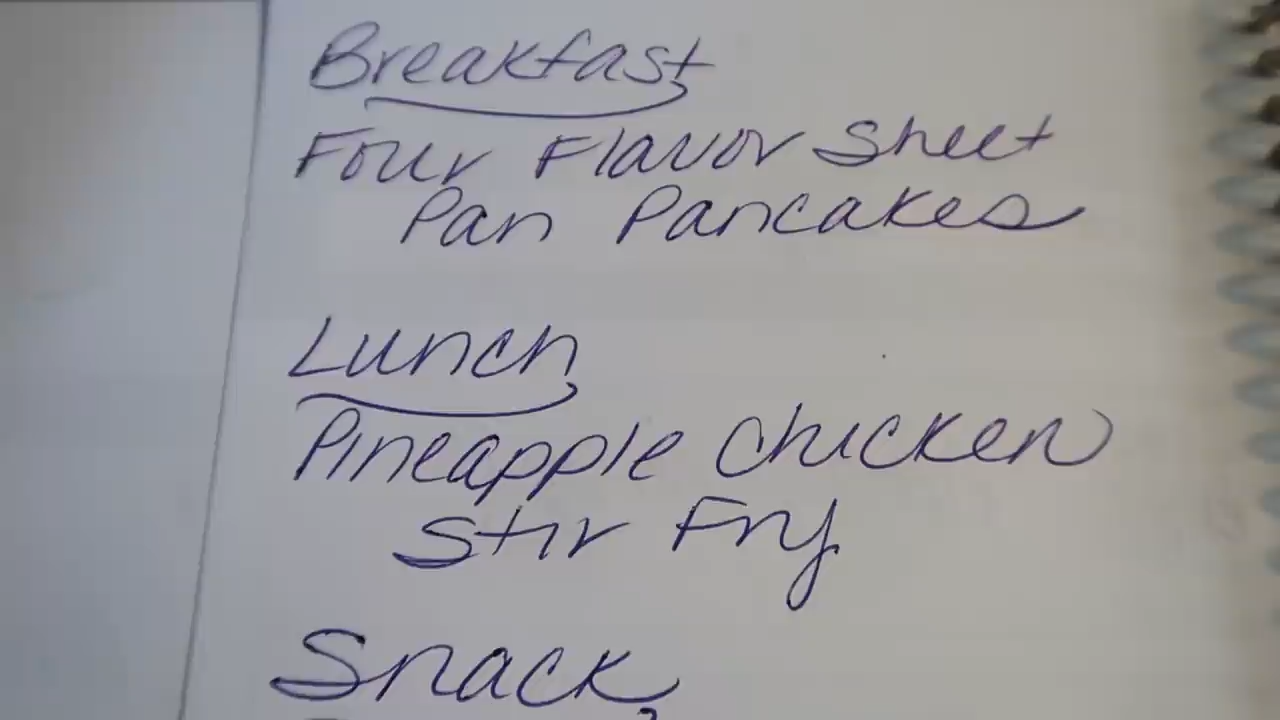 Breakfast
Four Flavor Sheet
Pan Pancakes
Lunch
Pineapple Chicken
Stir Fry
Snack